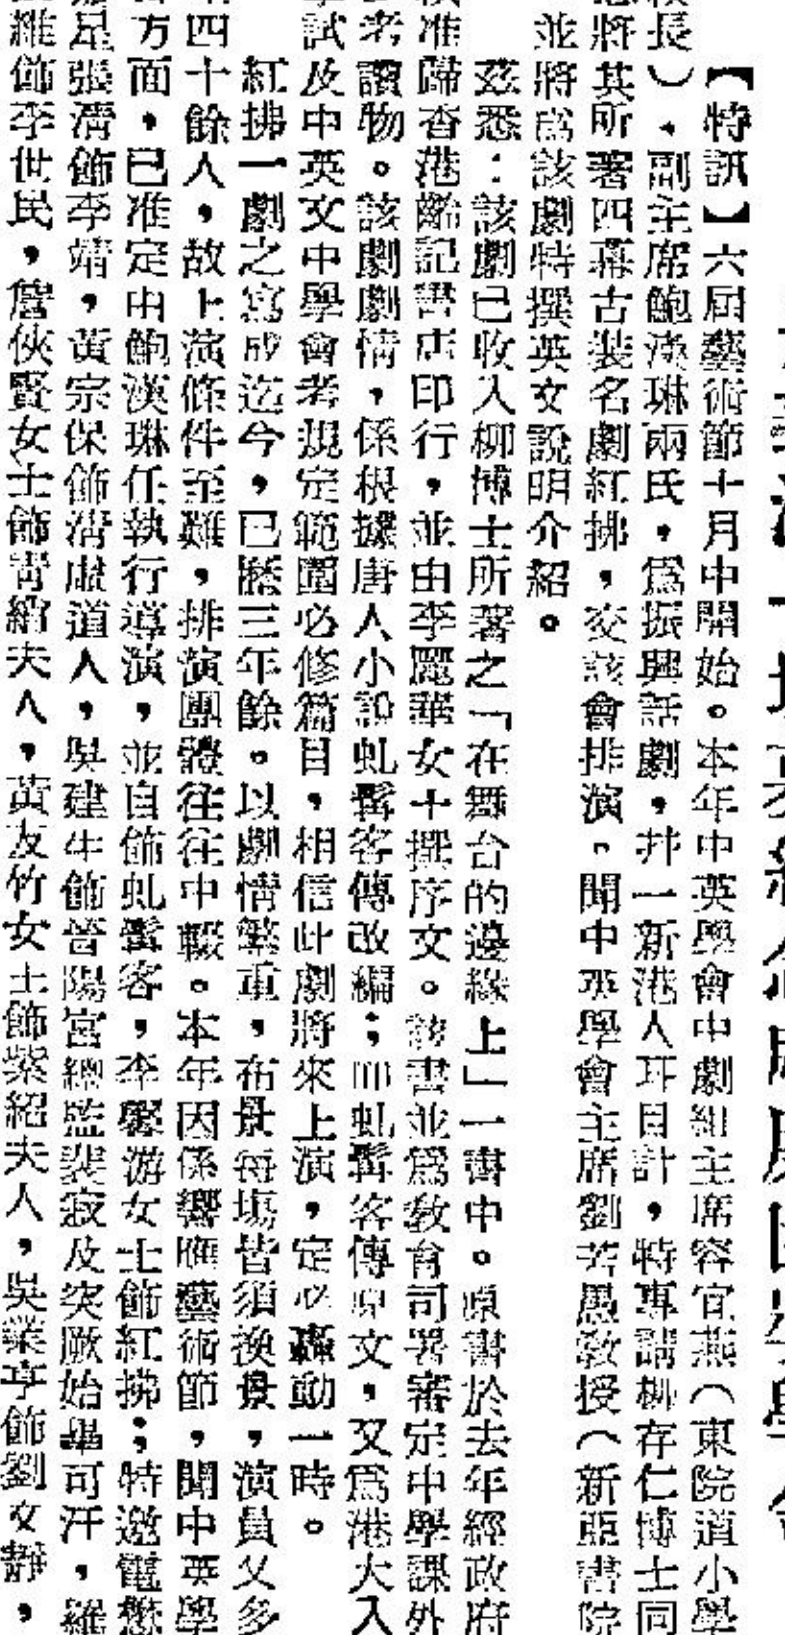 【特訊】六屆藝術節十月中開始。本年中英學會中劇組主席容宜燕（東院道小學
長），副主席鮑漢琳兩氏，爲振興話劇，幷一新港人耳目計，特專請柳存仁博士同
將其所著四幕古裝名劇紅拂，交該會排演。聞中英學會主席劉若愚敎授（新亞書院
並將爲該劇特撰英文說明介紹。
茲悉：該劇已收入柳博士所著之「在舞台的邊緣上」一書中。原書於去年經政府
准歸香港齡記書店印行，並由李麗華女士撰序文。該書並爲敎育司署審定中學課外
考讀物。該劇劇情，係根據唐人小說虬髯客傳改編；而虬髯客傳原文，又爲港大入
試及中英文中學會考規定範圍必修篇目，相信此劇將來上演，定必轟動一時。
紅拂一劇之寫成迄今，已歷三年餘。以劇情繁重，布景每塲皆須換景，演員又多
四十餘人，故上演條件至難，排演團體往往中輟。本年因係響應藝術節，聞中英學
方面，已准定由鮑漢琳任執行導演，並自飾虬髯客，李馨游女士飾紅拂；特邀電懋
星張清飾李靖，黃宗保飾清虛道人，吳建生飾晉陽宮總監裴寂及突厥始畢可汗，羅
維飾李世民，詹俠賢女士飾靑縚夫人，黃友竹女士飾紫紹夫人，吳業亨飾劉文靜，